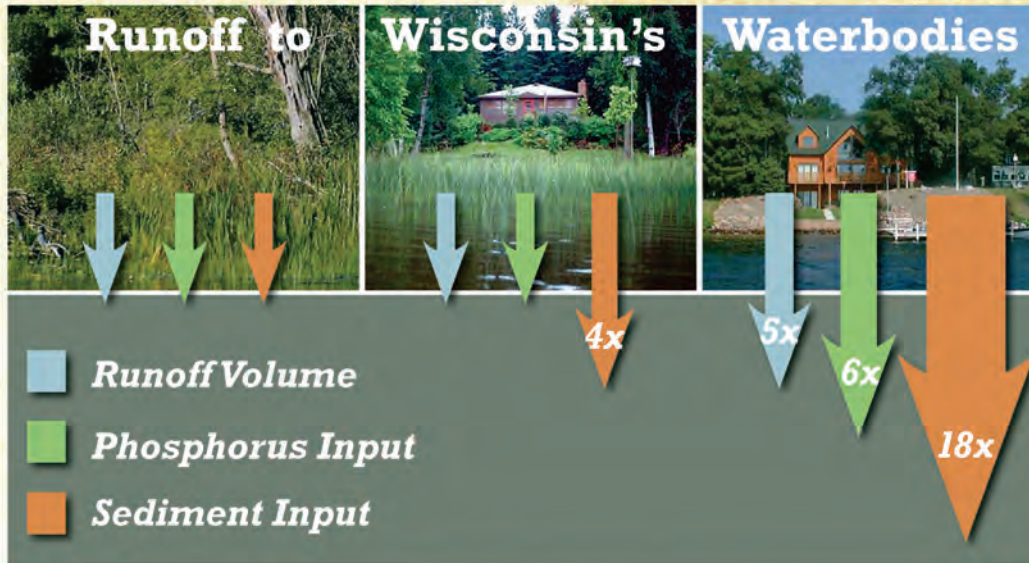 Runoff to Wisconsin's Waterbodies
4x
5x
6x
18x
Runoff Volume
Phosphorus Input
Sediment Input